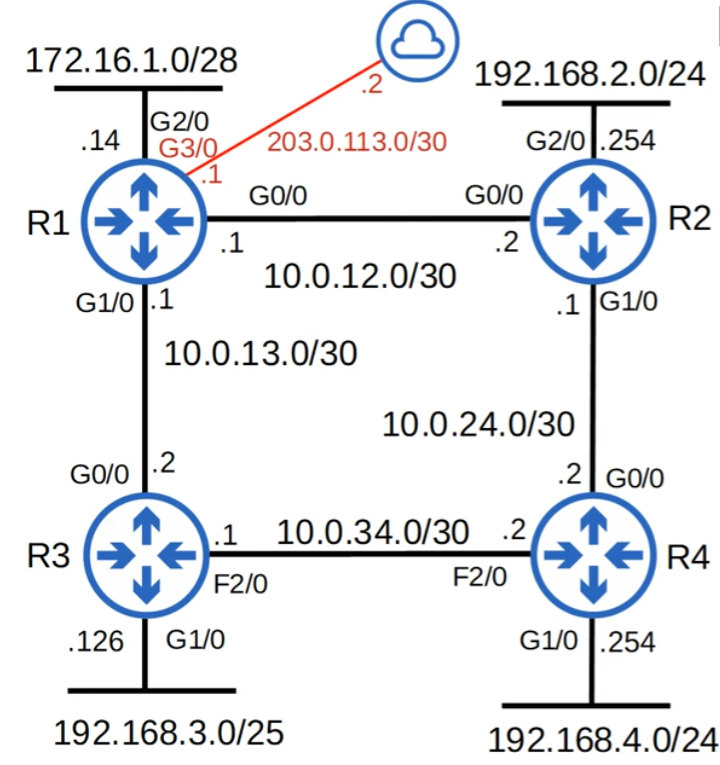 172.16.1.0/28
.2
192.168.2.0/24
G2/0
.14
G3/0
203.0.113.0/30
G2/0
.254
.1
G0/0
G0/0
R1
R2
.1
.2
10.0.12.0/30
G1/0
.1
.1
G1/0
10.0.13.0/30
10.0.24.0/30
G0/0
.2
.2
G0/0
.1
10.0.34.0/30
.2
R3
R4
F2/0
F2/0
.126
G1/0
G1/0
.254
192.168.3.0/25
192.168.4.0/24